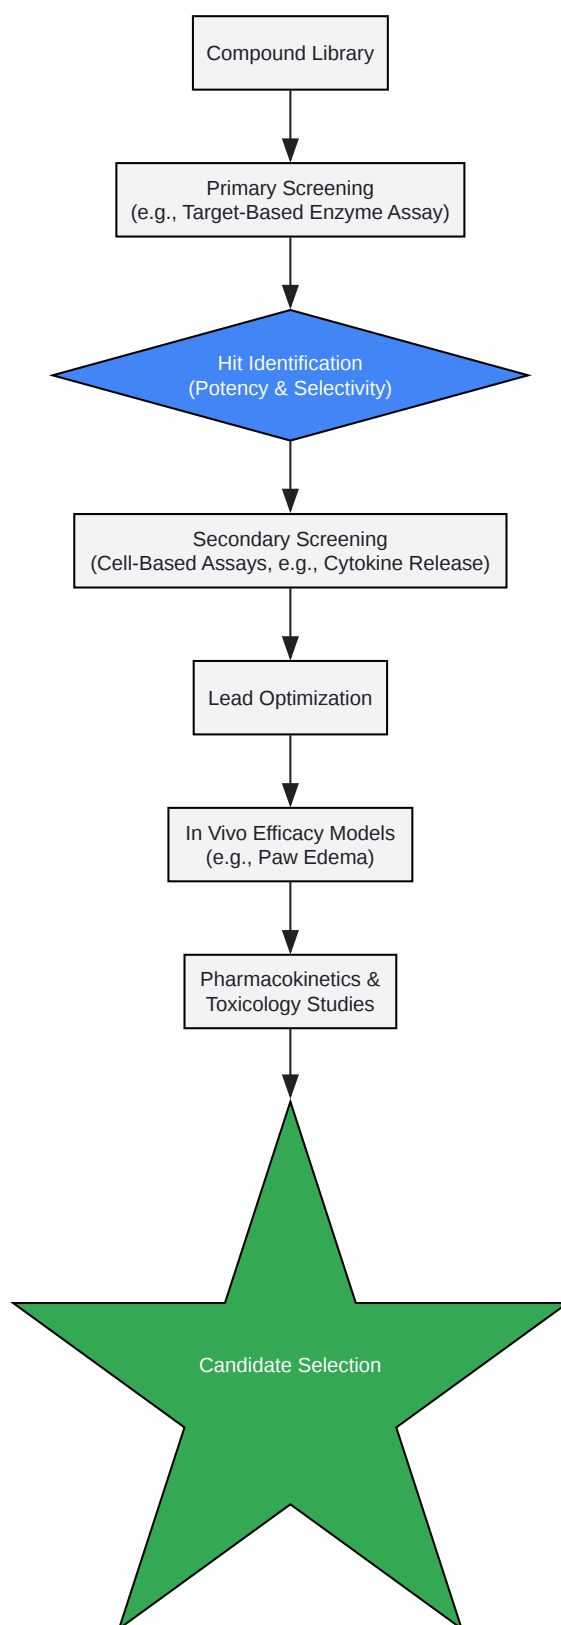 Compound Library
Primary Screening
(e.g., Target-Based Enzyme Assay)
Hit Identification
(Potency & Selectivity)
Secondary Screening
(Cell-Based Assays, e.g., Cytokine Release)
Lead Optimization
In Vivo Efficacy Models
(e.g., Paw Edema)
Pharmacokinetics &
Toxicology Studies
Candidate Selection